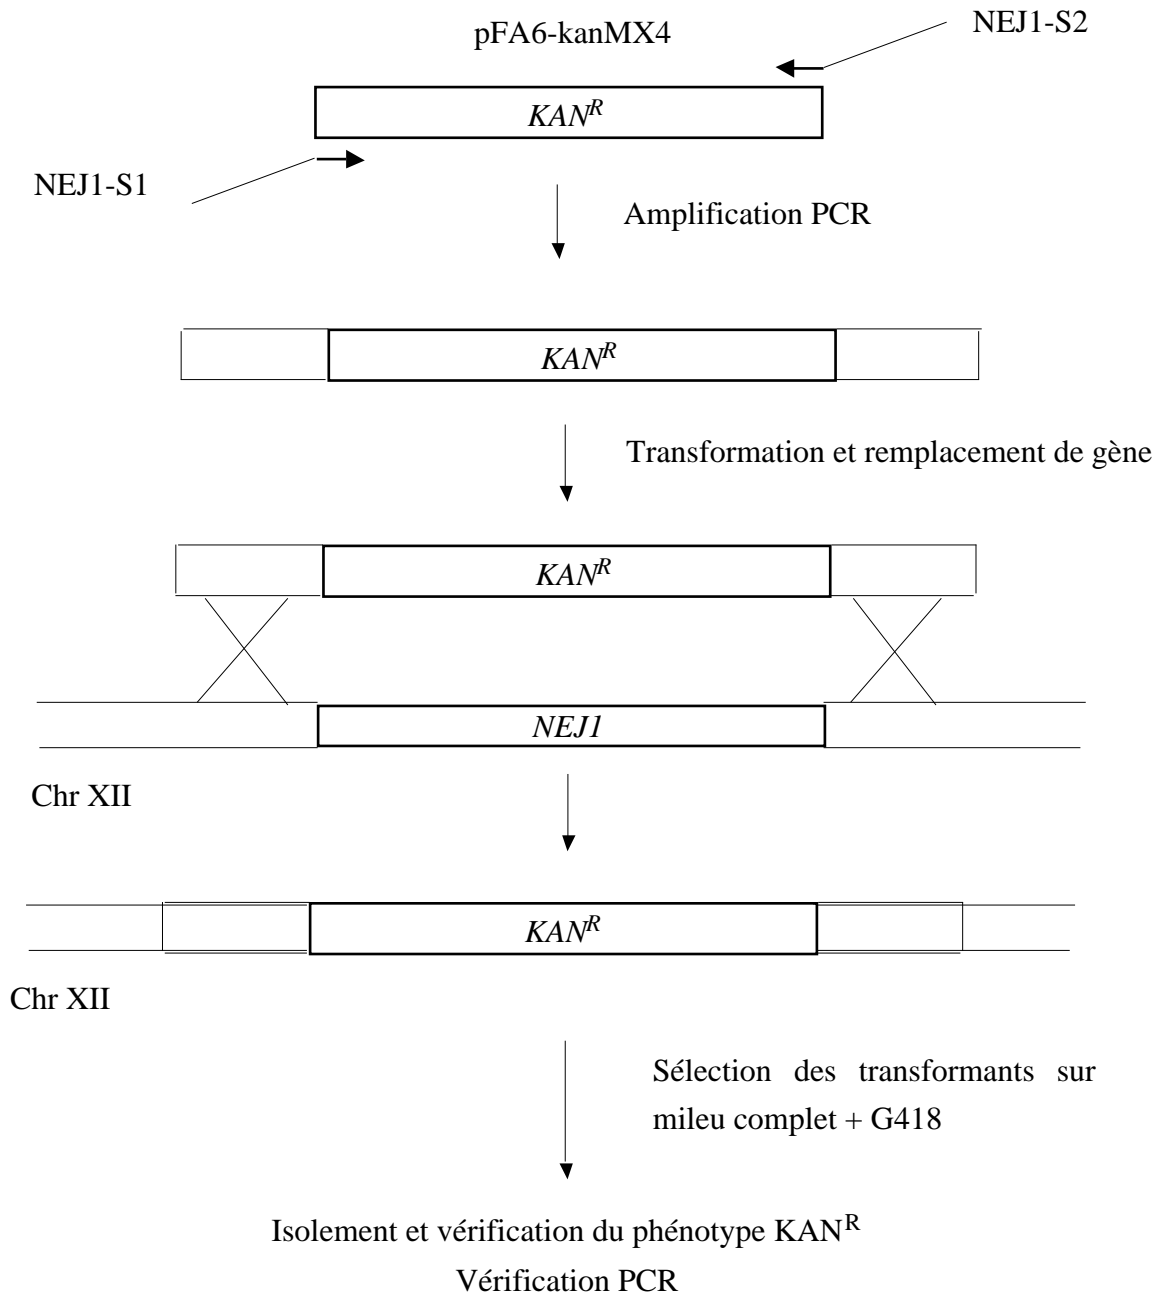 pFA6-kanMX4
NEJ1-S2
KAN^R
NEJ1-S1
Amplification PCR
KAN^R
Transformation et remplacement de gène
KAN^R
NEJ1
Chr XII
KAN^R
Chr XII
Sélection des transformants sur
mileu complet + G418
Isolement et vérification du phénotype KAN^R
Vérification PCR